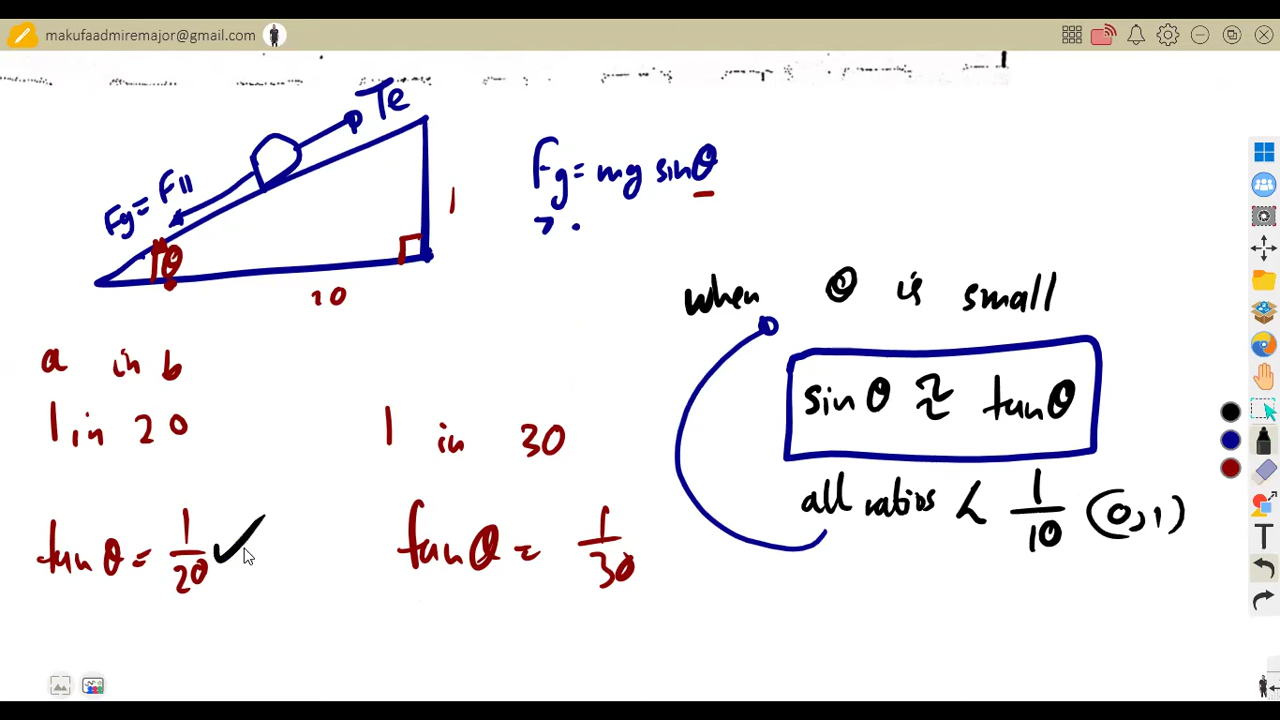 makufaadmiremajor@gmail.com
Te
Fg = F||
θ
1
20
Fg = mg sinθ
when θ is small
sinθ ≈ tanθ
all ratios < 1/10 (0,1)
a in b
1 in 20
1 in 30
tanθ = 1/20 ✓
tanθ = 1/30